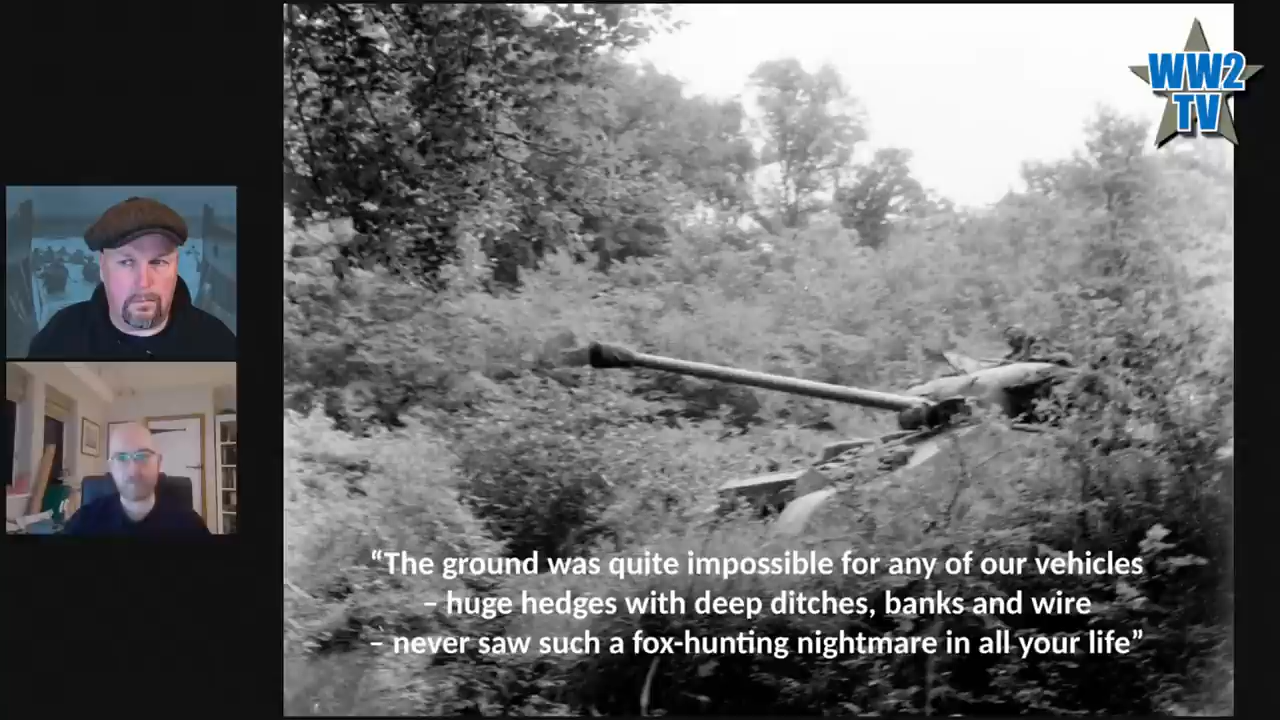 WW2
TV
“The ground was quite impossible for any of our vehicles
– huge hedges with deep ditches, banks and wire
– never saw such a fox-hunting nightmare in all your life”